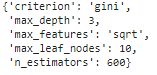 {'criterion': 'gini',
 'max_depth': 3,
 'max_features': 'sqrt',
 'max_leaf_nodes': 10,
 'n_estimators': 600}